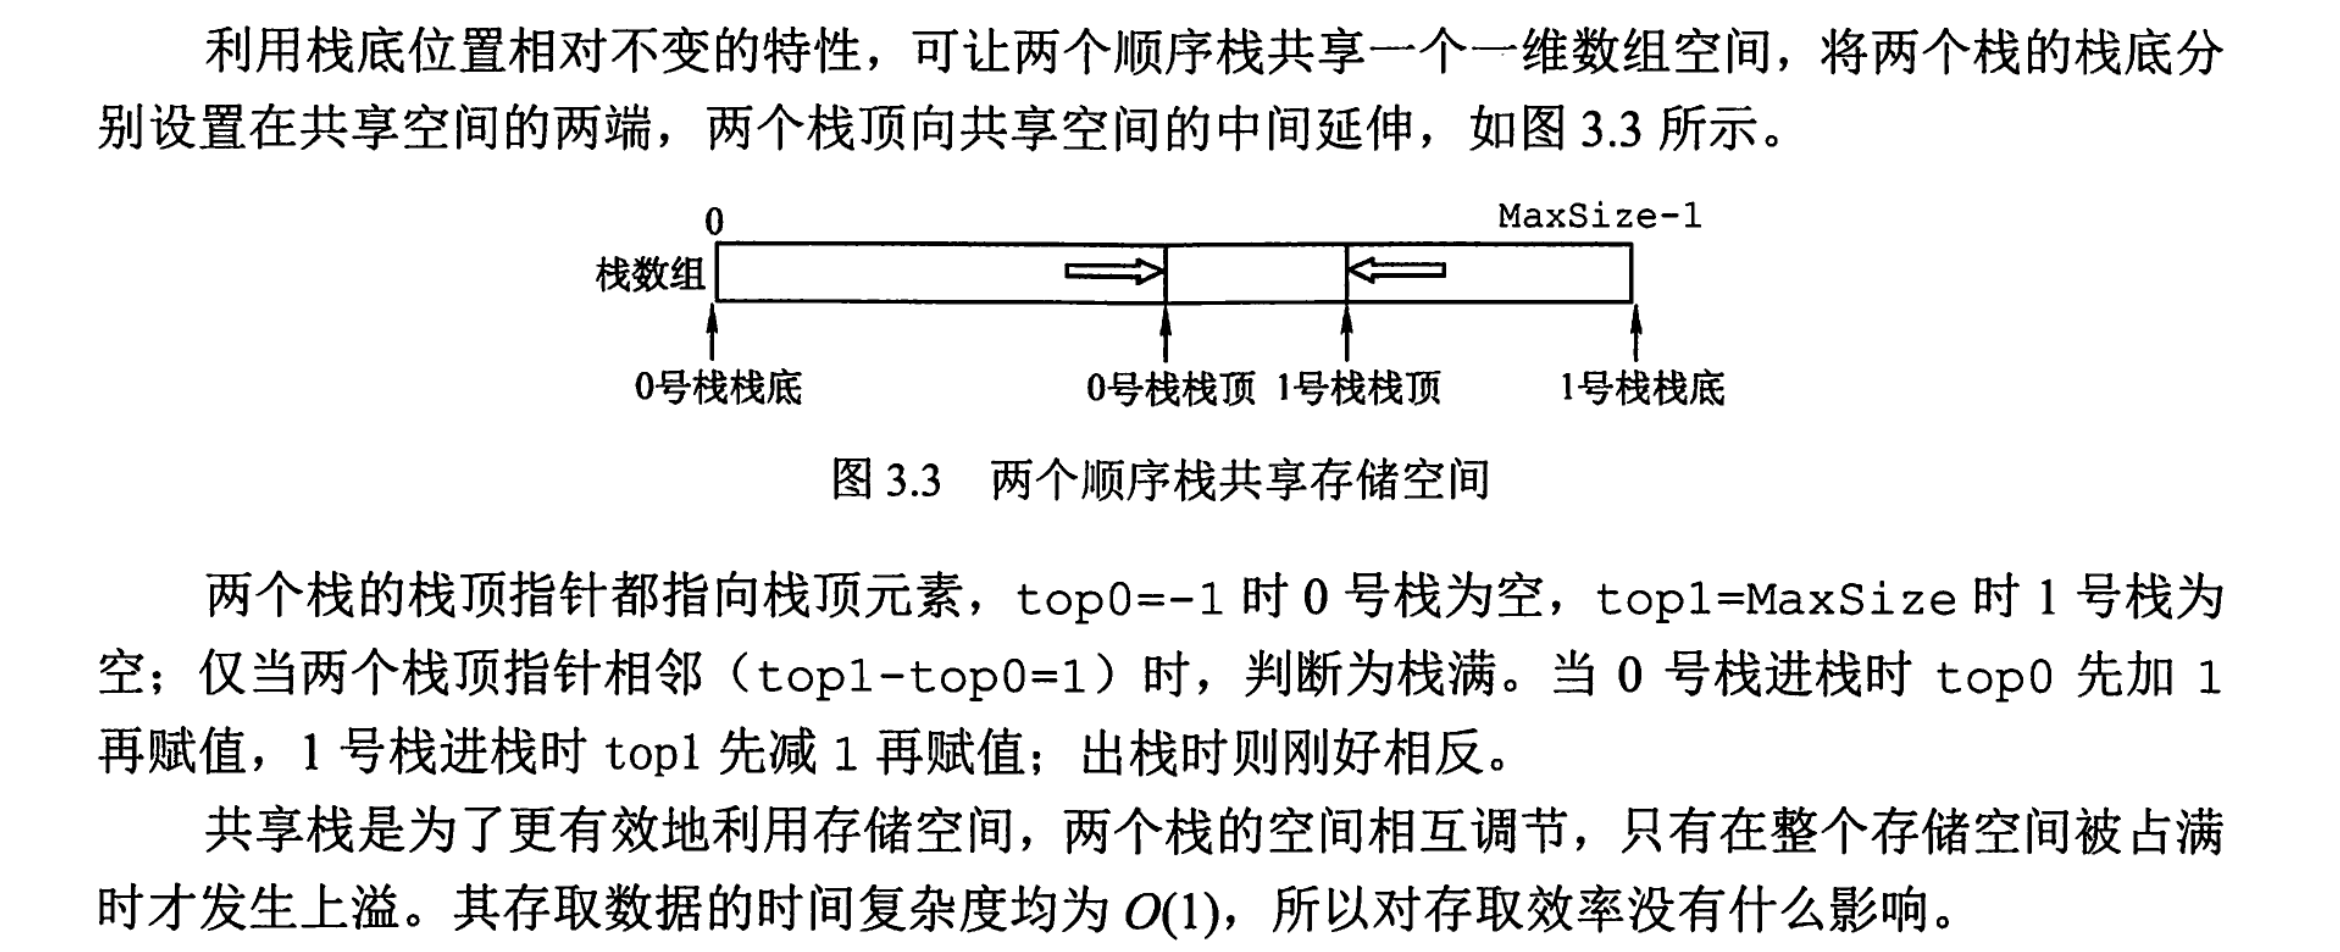 利用栈底位置相对不变的特性，可让两个顺序栈共享一个一维数组空间，将两个栈的栈底分
别设置在共享空间的两端，两个栈顶向共享空间的中间延伸，如图 3.3 所示。
0 MaxSize-1
栈数组
0号栈栈底 0号栈栈顶 1号栈栈顶 1号栈栈底
图 3.3 两个顺序栈共享存储空间
两个栈的栈顶指针都指向栈顶元素，top0=-1 时 0 号栈为空，top1=MaxSize 时 1 号栈为
空；仅当两个栈顶指针相邻（top1-top0=1）时，判断为栈满。当 0 号栈进栈时 top0 先加 1
再赋值，1 号栈进栈时 top1 先减 1 再赋值；出栈时则刚好相反。
共享栈是为了更有效地利用存储空间，两个栈的空间相互调节，只有在整个存储空间被占满
时才发生上溢。其存取数据的时间复杂度均为 O(1)，所以对存取效率没有什么影响。